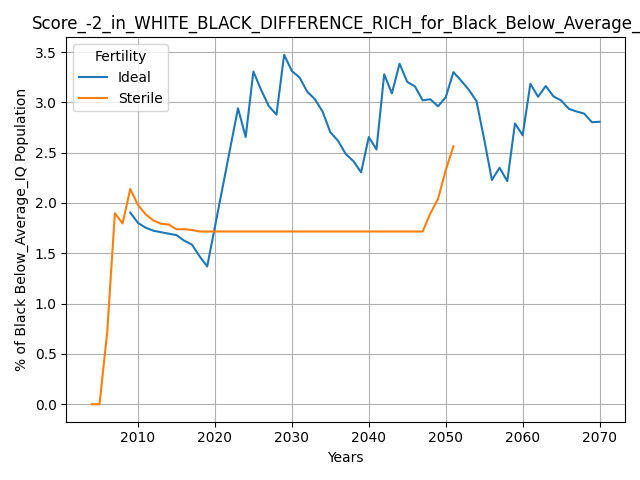 Score_-2_in_WHITE_BLACK_DIFFERENCE_RICH_for_Black_Below_Average_
Fertility
Ideal
Sterile
% of Black Below_Average_IQ Population
3.5
3.0
2.5
2.0
1.5
1.0
0.5
0.0
2010 2020 2030 2040 2050 2060 2070
Years